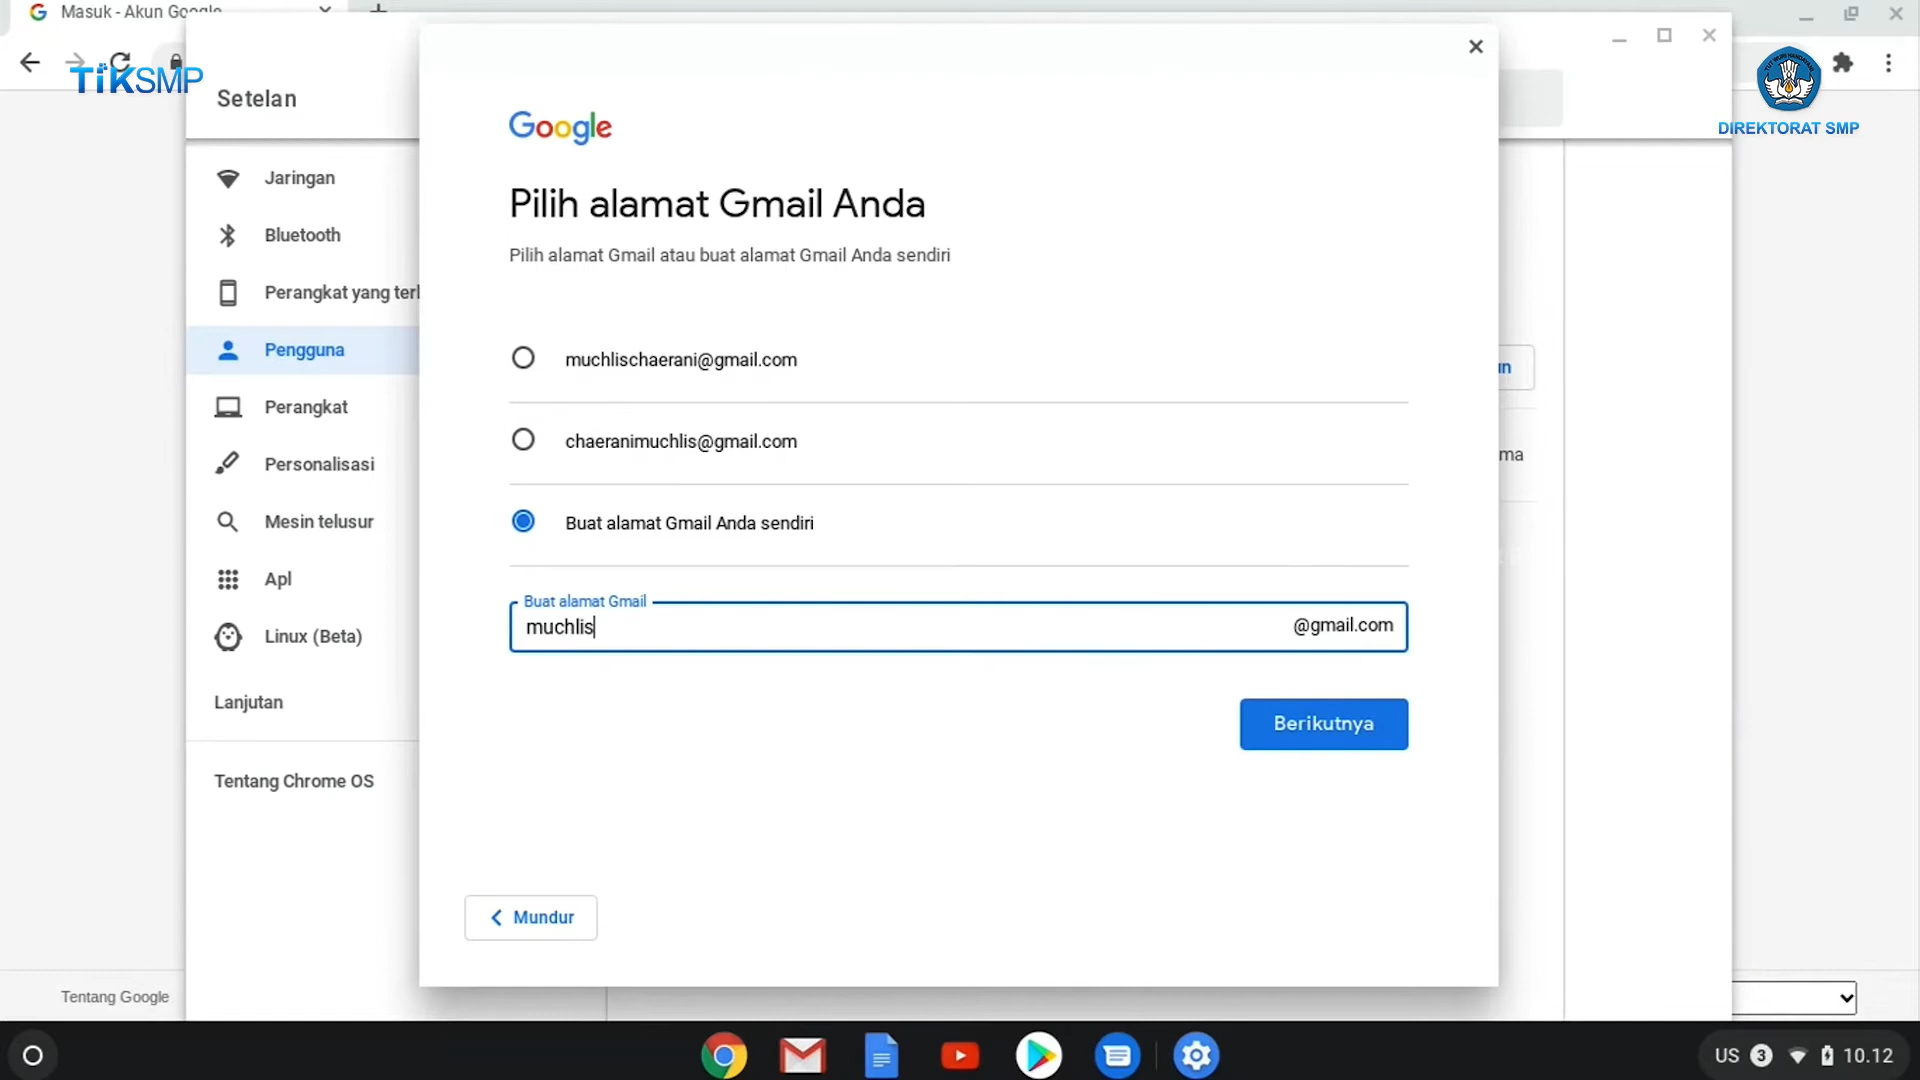 Masuk - Akun Google
TiKSMP
Setelan
DIREKTORAT SMP
Jaringan
Bluetooth
Perangkat yang terl
Pengguna
Perangkat
Personalisasi
Mesin telusur
Apl
Linux (Beta)
Lanjutan
Tentang Chrome OS
Google
Pilih alamat Gmail Anda
Pilih alamat Gmail atau buat alamat Gmail Anda sendiri
muchlischaerani@gmail.com
chaeranimuchlis@gmail.com
Buat alamat Gmail Anda sendiri
Buat alamat Gmail
muchlis @gmail.com
Berikutnya
Mundur
un
ma
Tentang Google
US 3 10.12